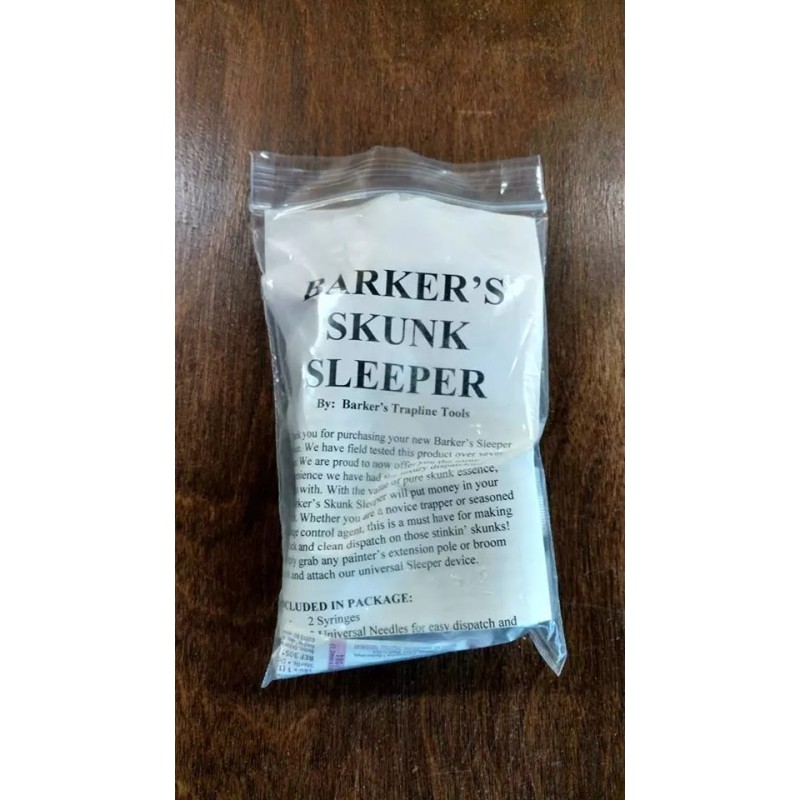 BARKER'S
SKUNK
SLEEPER
By: Barker's Trapline Tools
you for purchasing your new Barker's Sleeper
We have field tested this product over
We are proud to now offer you the
we have had
with. With the value of pure skunk essence,
Skunk Sleeper will put money in your
Whether you are a novice trapper or seasoned
control agent, this is a must have for making
and clean dispatch on those stinkin' skunks!
grab any painter's extension pole or broom
and attach our universal Sleeper device.
INCLUDED IN PACKAGE:
2 Syringes
Universal Needles for easy dispatch and